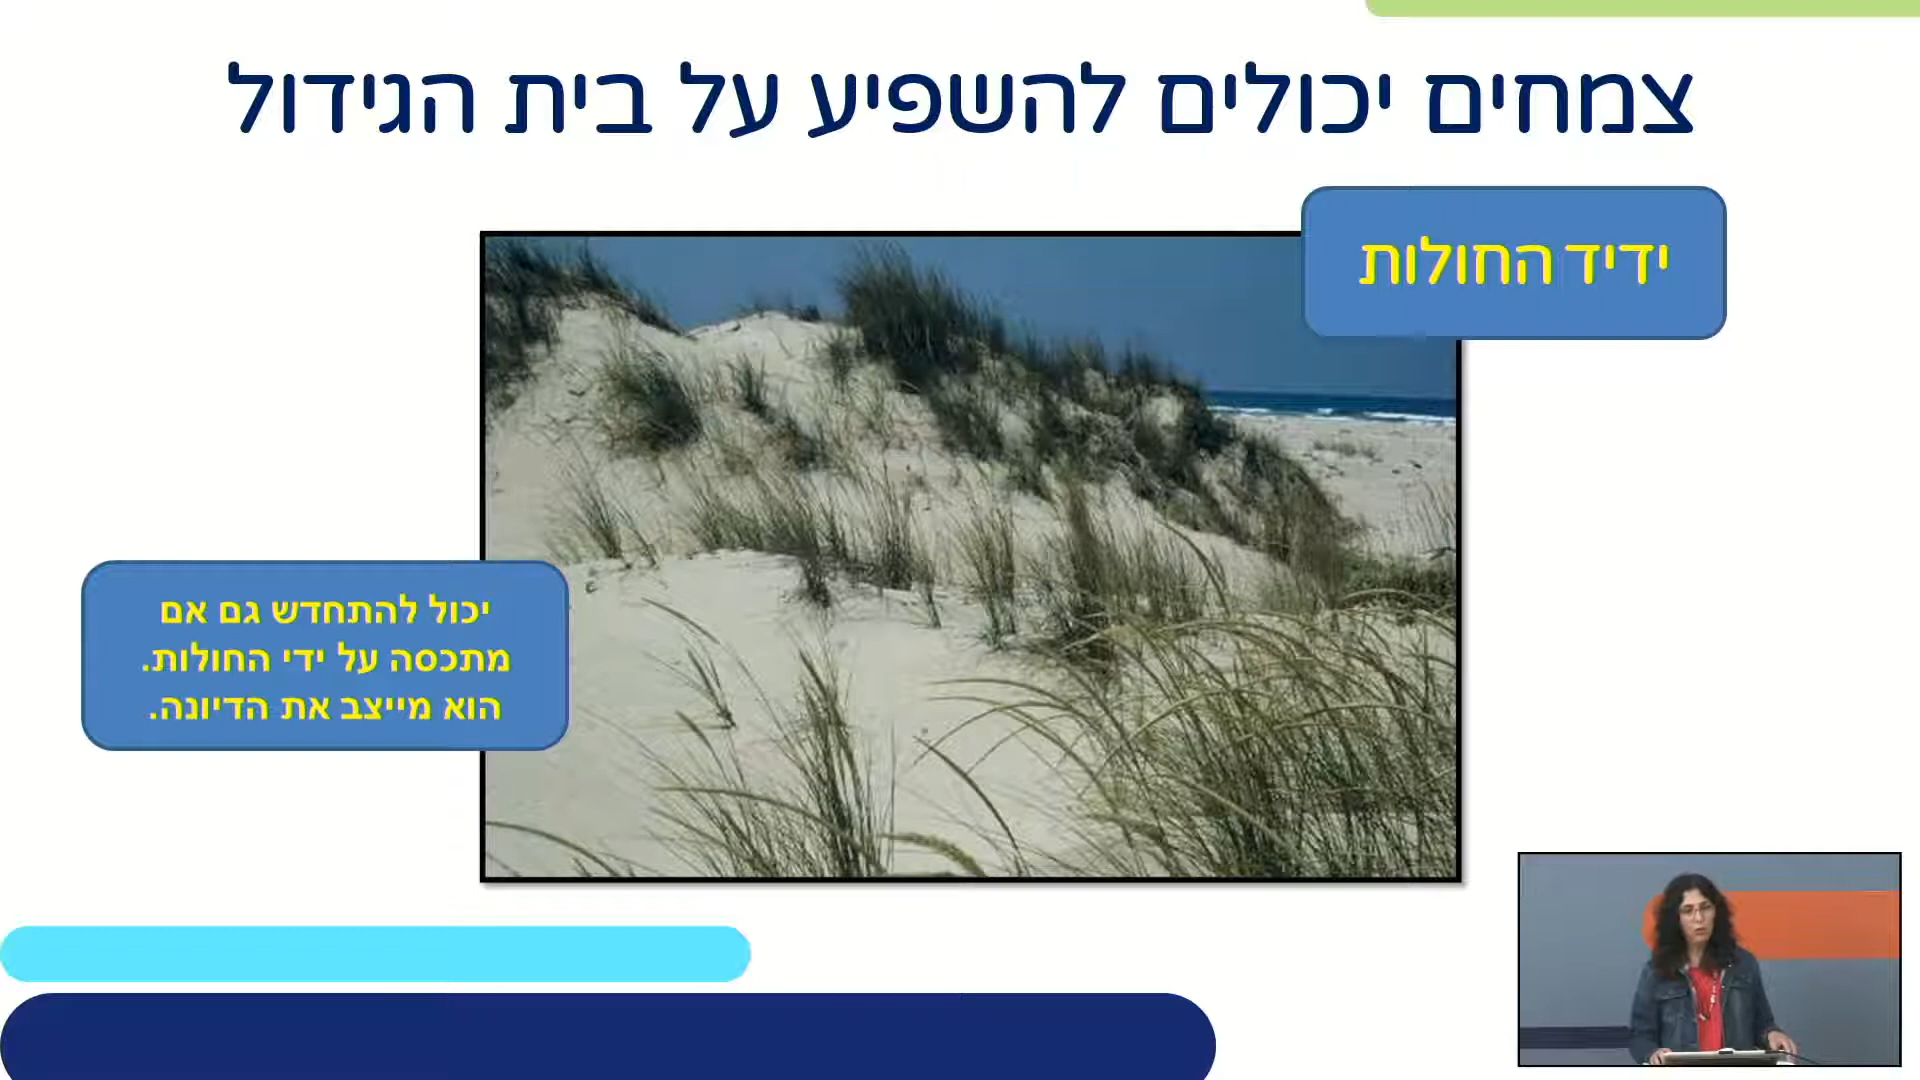 צמחים יכולים להשפיע על בית הגידול
ידיד החולות
יכול להתחדש גם אם
מתכסה על ידי החולות.
הוא מייצב את הדיונה.